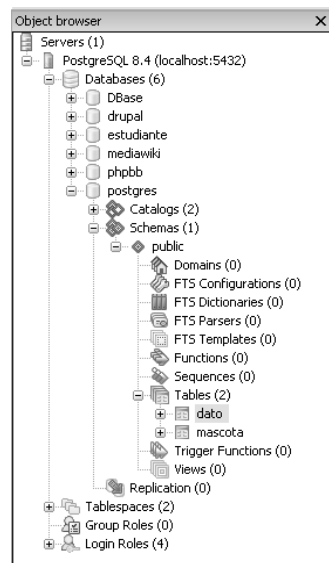 Object browser
Servers (1)
PostgreSQL 8.4 (localhost:5432)
Databases (6)
DBase
drupal
estudiante
mediawiki
phpbb
postgres
Catalogs (2)
Schemas (1)
public
Domains (0)
FTS Configurations (0)
FTS Dictionaries (0)
FTS Parsers (0)
FTS Templates (0)
Functions (0)
Sequences (0)
Tables (2)
dato
mascota
Trigger Functions (0)
Views (0)
Replication (0)
Tablespaces (2)
Group Roles (0)
Login Roles (4)